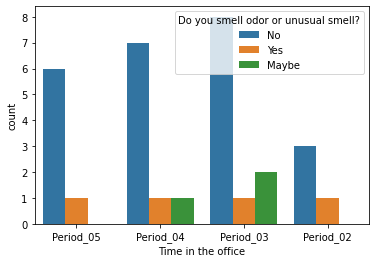 Do you smell odor or unusual smell?
No
Yes
Maybe
8
7
6
5
4
3
2
1
0
count
Period_05 Period_04 Period_03 Period_02
Time in the office